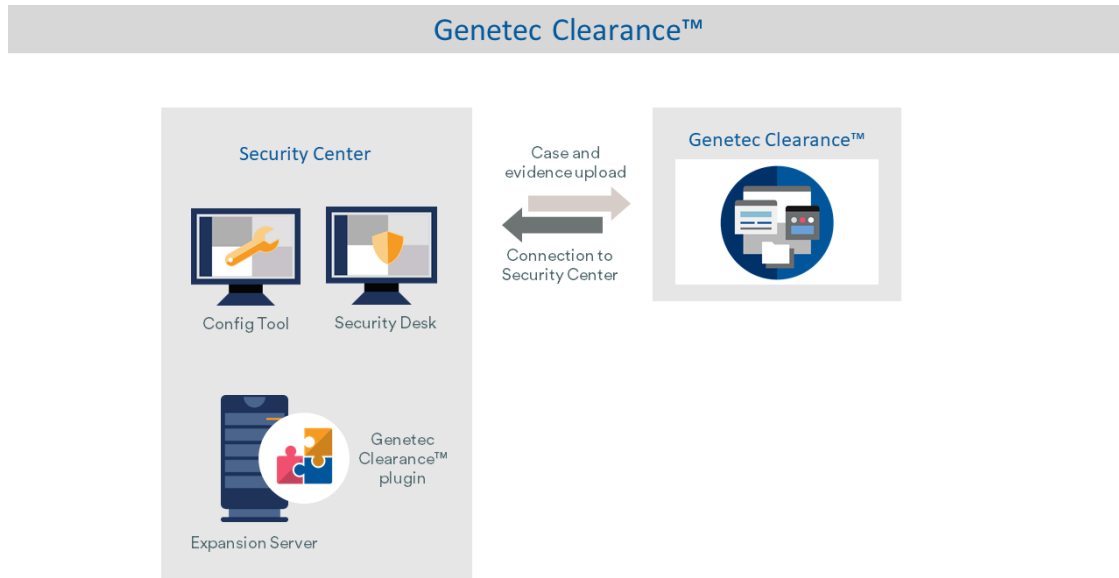 Genetec Clearance™
Security Center
Config Tool
Security Desk
Genetec
Clearance™
plugin
Expansion Server
Case and
evidence upload
Connection to
Security Center
Genetec Clearance™